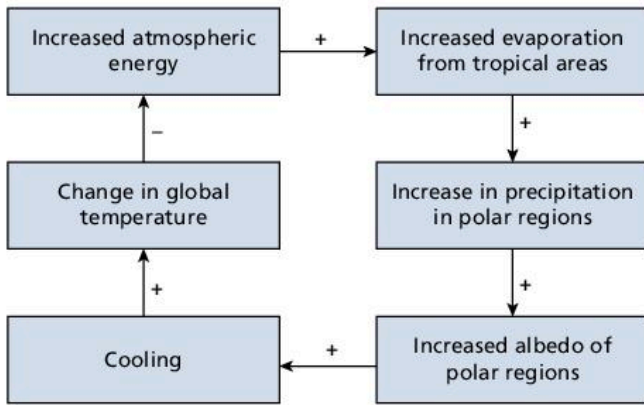 Increased atmospheric
energy
+
Increased evaporation
from tropical areas
–
+
Change in global
temperature
Increase in precipitation
in polar regions
+
+
Cooling
+
Increased albedo of
polar regions